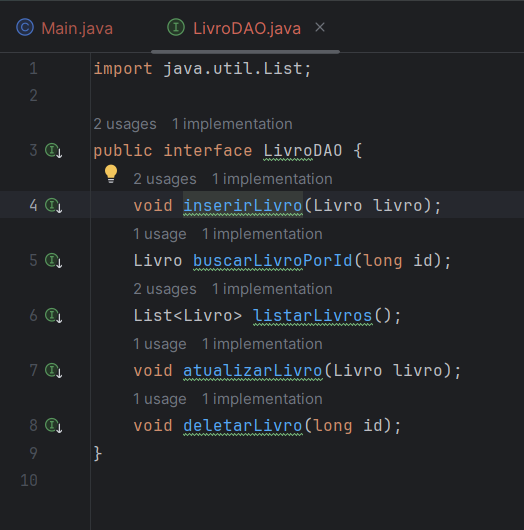 Main.java LivroDAO.java
1 import java.util.List;
2
2 usages 1 implementation
3 public interface LivroDAO {
2 usages 1 implementation
4 void inserirLivro(Livro livro);
1 usage 1 implementation
5 Livro buscarLivroPorId(long id);
2 usages 1 implementation
6 List<Livro> listarLivros();
1 usage 1 implementation
7 void atualizarLivro(Livro livro);
1 usage 1 implementation
8 void deletarLivro(long id);
9 }
10